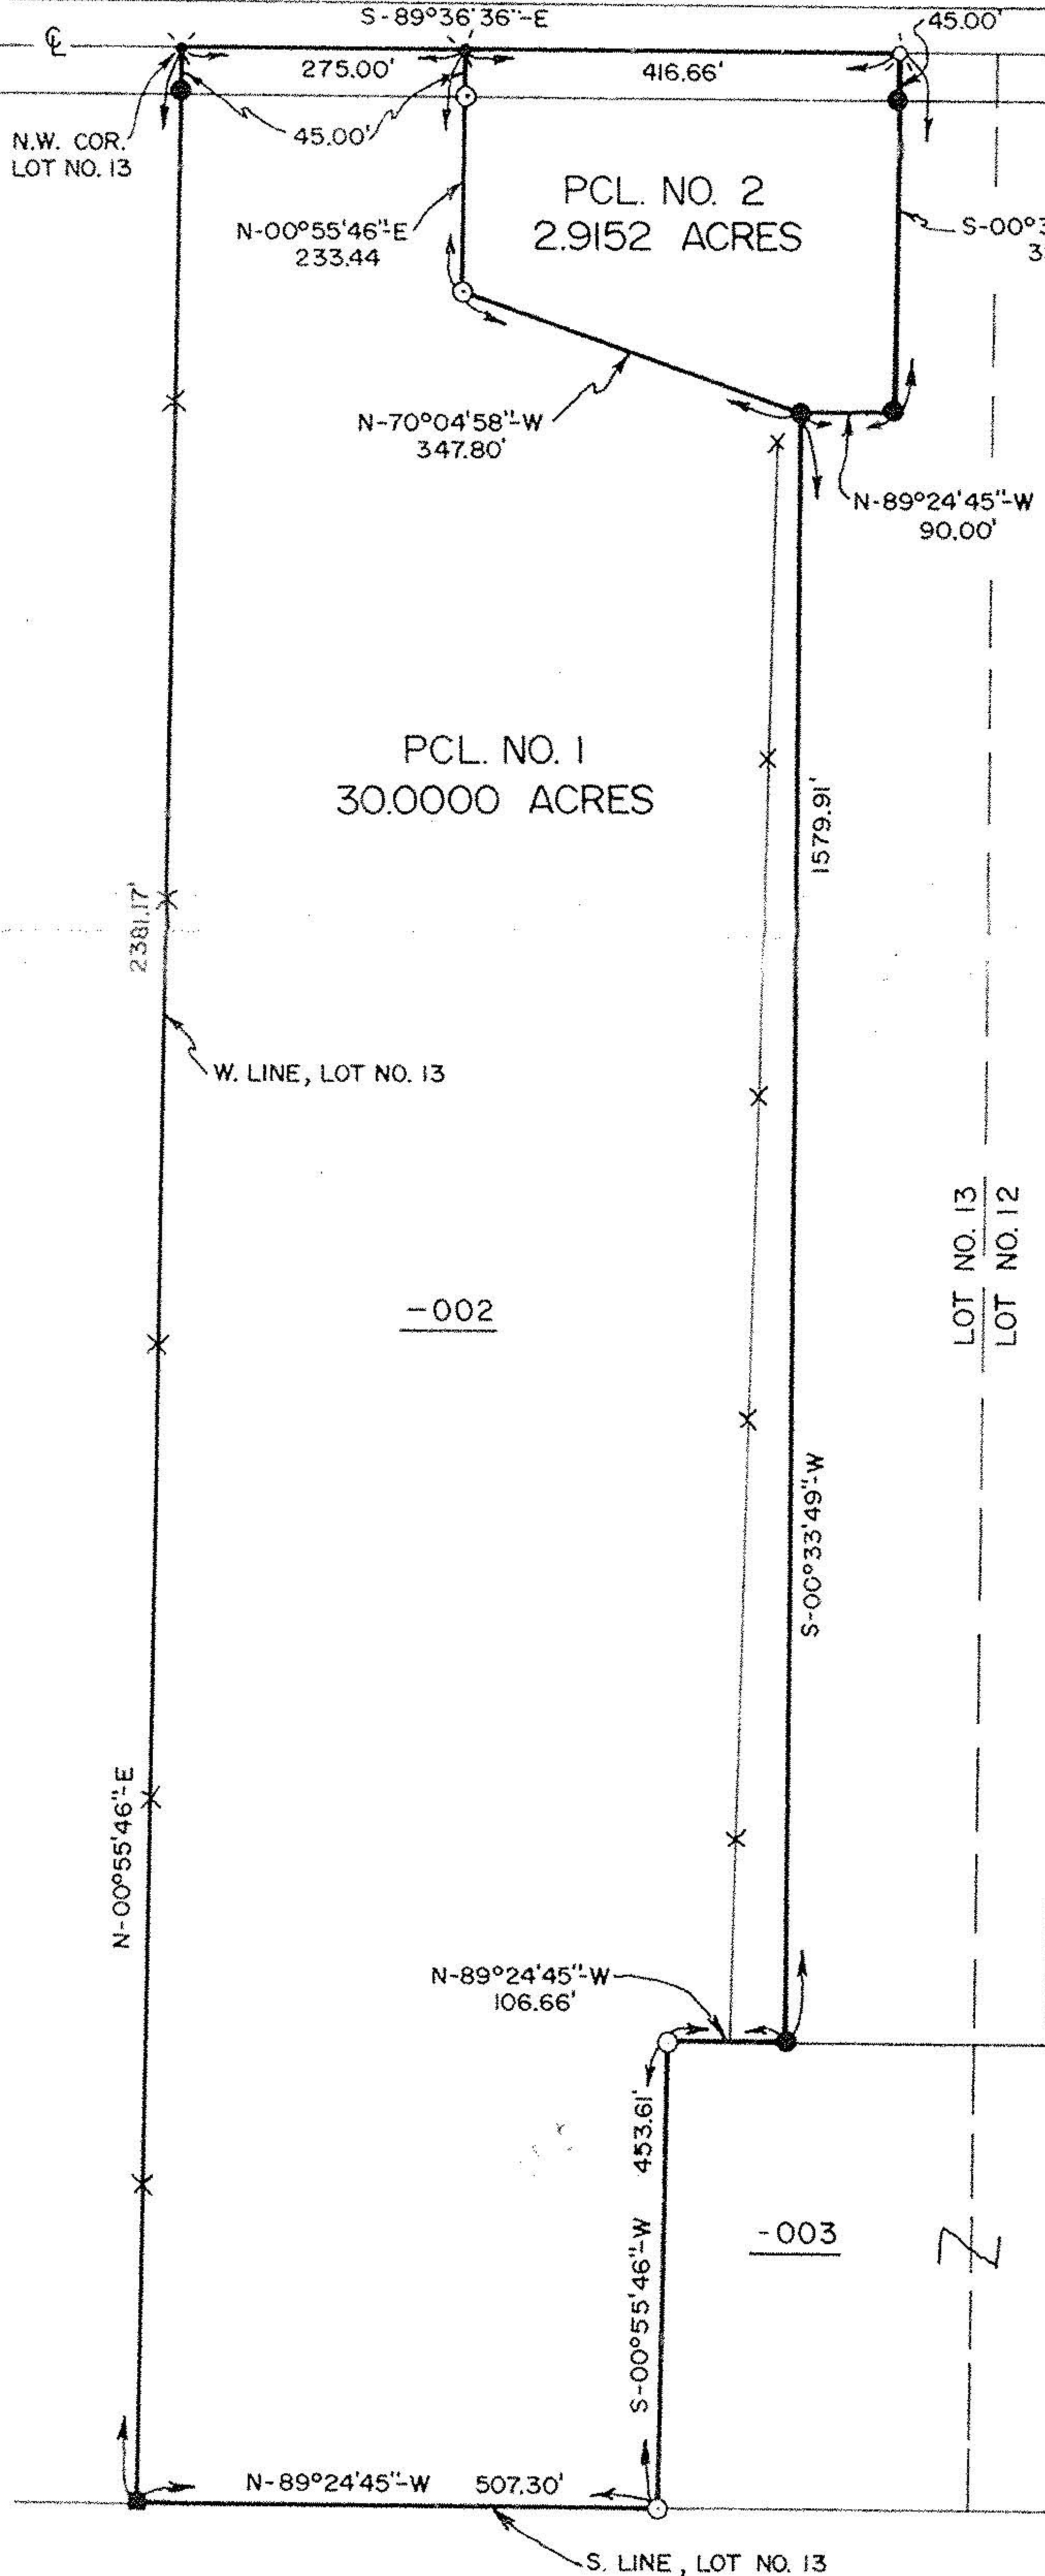 S-89°36'36"-E
45.00'
℄
275.00'
416.66'
N.W. COR.
LOT NO. 13
45.00'
N-00°55'46"-E
233.44
PCL. NO. 2
2.9152 ACRES
S-00°3
3
N-70°04'58"-W
347.80'
N-89°24'45"-W
90.00'
PCL. NO. 1
30.0000 ACRES
1579.91'
2381.17'
W. LINE, LOT NO. 13
LOT NO. 13
LOT NO. 12
-002
S-00°33'49"-W
N-00°55'46"-E
N-89°24'45"-W
106.66'
453.61'
S-00°55'46"-W
-003
N-89°24'45"-W 507.30'
S. LINE, LOT NO. 13